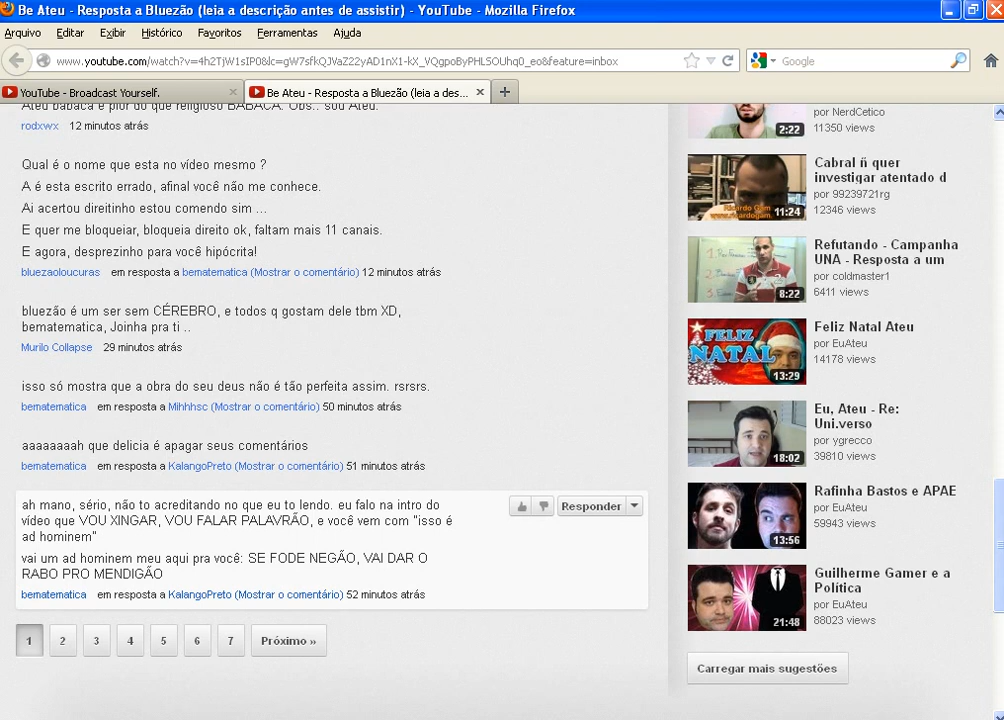 Be Ateu - Resposta a Bluezão (leia a descrição antes de assistir) - YouTube - Mozilla Firefox
Arquivo Editar Exibir Histórico Favoritos Ferramentas Ajuda
www.youtube.com/watch?v=4h2TjW1sIP0&lc=gW7sfkQJVaZ22yAD1nX1-kX_VQgpoByPHLSOUhq0_eo&feature=inbox
Google
YouTube - Broadcast Yourself.
Be Ateu - Resposta a Bluezão (leia a des...
Ateu babaca é pior do que religioso BABACA. Obs.. sou Ateu.
rodxwx 12 minutos atrás
Qual é o nome que esta no vídeo mesmo ?
A é esta escrito errado, afinal você não me conhece.
Ai acertou direitinho estou comendo sim ...
E quer me bloquear, bloqueia direito ok, faltam mais 11 canais.
E agora, desprezinho para você hipócrita!
bluezaoloucuras em resposta a bematematica (Mostrar o comentário) 12 minutos atrás
bluezão é um ser sem CÉREBRO, e todos q gostam dele tbm XD,
bematematica, Joinha pra ti ..
Murilo Collapse 29 minutos atrás
isso só mostra que a obra do seu deus não é tão perfeita assim. rsrsrs.
bematematica em resposta a Mihhhsc (Mostrar o comentário) 50 minutos atrás
aaaaaaaah que delicia é apagar seus comentários
bematematica em resposta a KalangoPreto (Mostrar o comentário) 51 minutos atrás
ah mano, sério, não to acreditando no que eu to lendo. eu falo na intro do
vídeo que VOU XINGAR, VOU FALAR PALAVRÃO, e você vem com "isso é
ad hominem"
vai um ad hominem meu aqui pra você: SE FODE NEGÃO, VAI DAR O
RABO PRO MENDIGÃO
bematematica em resposta a KalangoPreto (Mostrar o comentário) 52 minutos atrás
Responder
1 2 3 4 5 6 7 Próximo »
2:22
por NerdCetico
11350 views
Ricardo Gam
www.ricardogam.
11:24
Cabral ñ quer
investigar atentado d
por 99239721rg
12346 views
8:22
Refutando - Campanha
UNA - Resposta a um
por coldmaster1
6411 views
FELIZ
NATAL
13:29
Feliz Natal Ateu
por EuAteu
14178 views
18:02
Eu, Ateu - Re:
Uni.verso
por ygrecco
39810 views
13:56
Rafinha Bastos e APAE
por EuAteu
59943 views
21:48
Guilherme Gamer e a
Política
por EuAteu
88023 views
Carregar mais sugestões